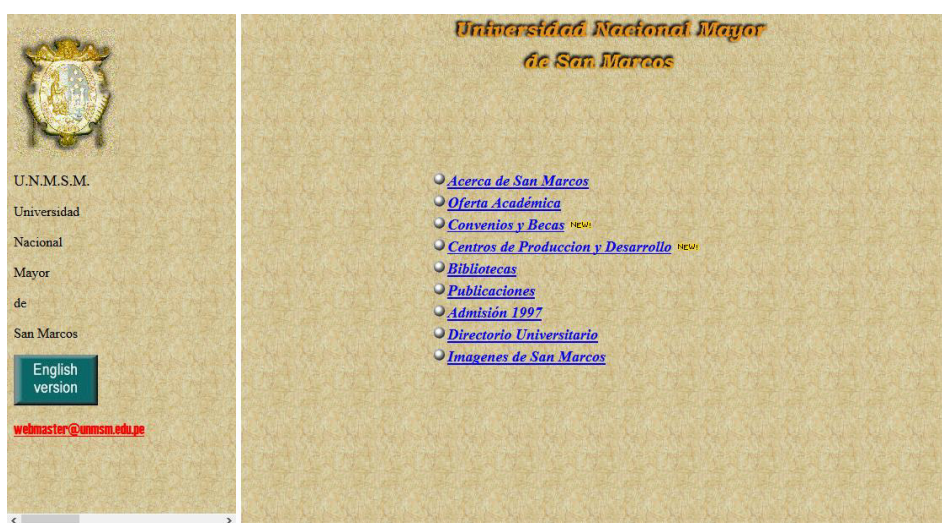 Universidad Nacional Mayor
de San Marcos
U.N.M.S.M.
Universidad
Nacional
Mayor
de
San Marcos
English
version
webmaster@unmsm.edu.pe
Acerca de San Marcos
Oferta Académica
Convenios y Becas NEW!
Centros de Produccion y Desarrollo NEW!
Bibliotecas
Publicaciones
Admisión 1997
Directorio Universitario
Imagenes de San Marcos